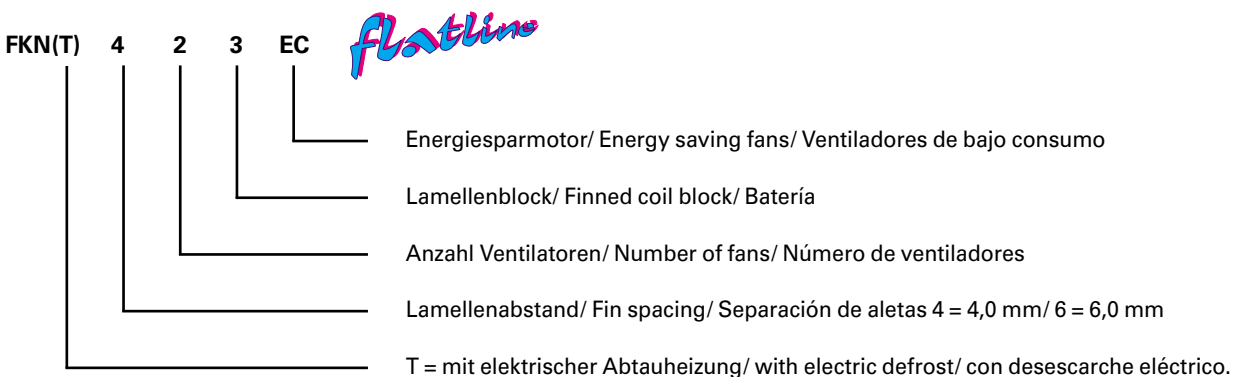 FKN(T) 4 2 3 EC flatline
Energiesparmotor/ Energy saving fans/ Ventiladores de bajo consumo
Lamellenblock/ Finned coil block/ Batería
Anzahl Ventilatoren/ Number of fans/ Número de ventiladores
Lamellenabstand/ Fin spacing/ Separación de aletas 4 = 4,0 mm/ 6 = 6,0 mm
T = mit elektrischer Abtauheizung/ with electric defrost/ con desescarche eléctrico.